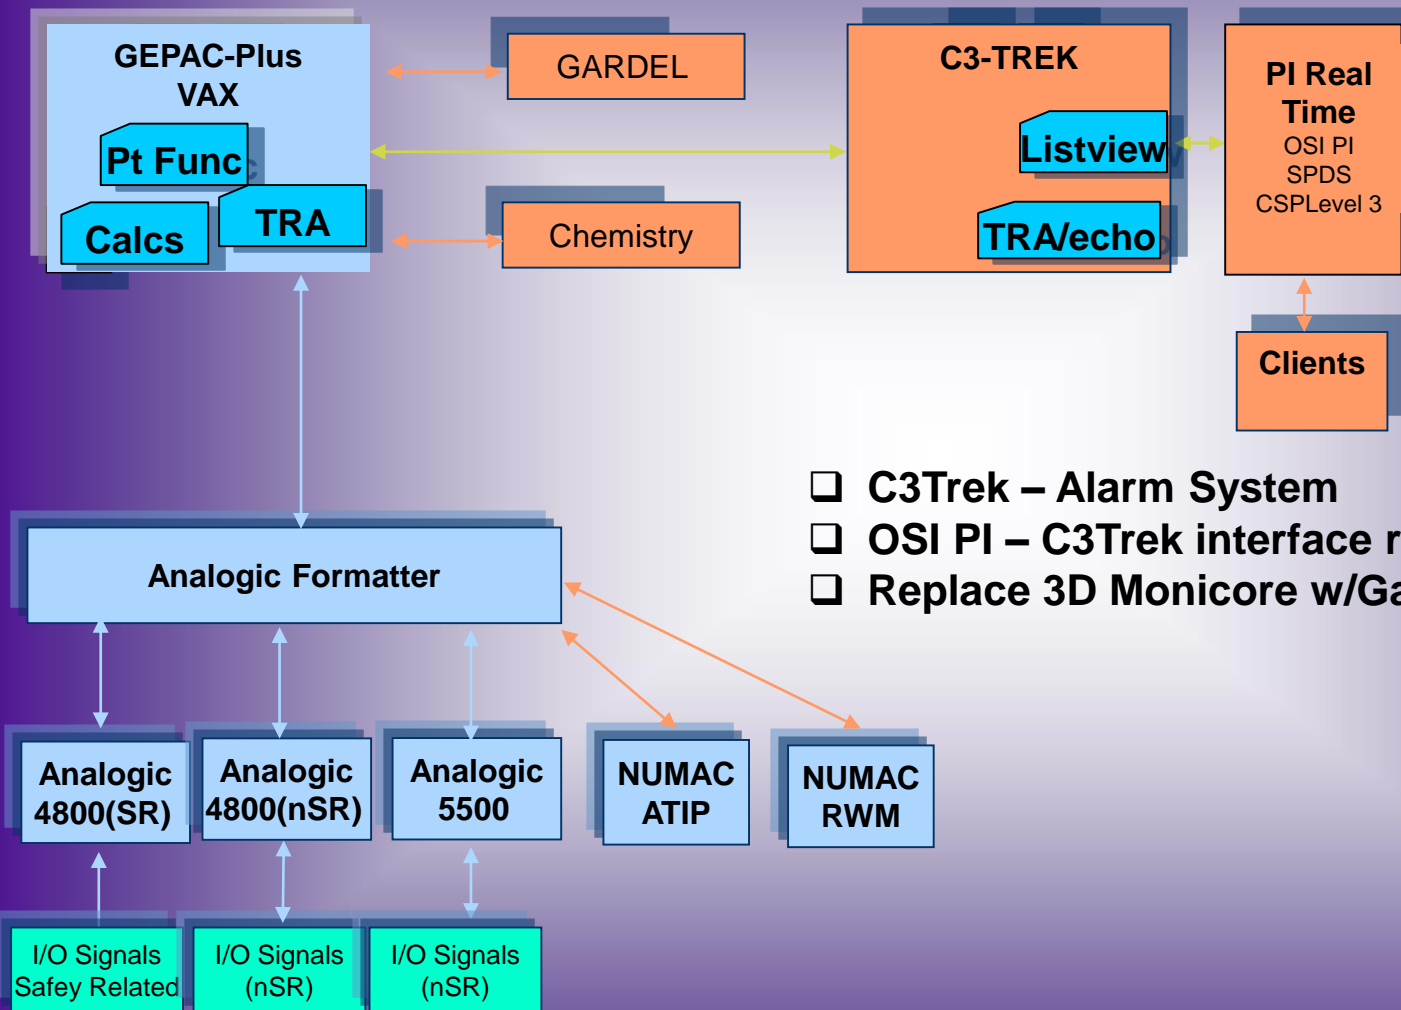 GEPAC-Plus
VAX
Pt Func
Calcs
TRA
GARDEL
Chemistry
C3-TREK
Listview
TRA/echo
PI Real
Time
OSI PI
SPDS
CSPLevel 3
Clients
❑ C3Trek – Alarm System
❑ OSI PI – C3Trek interface r
❑ Replace 3D Monicore w/Ga
Analogic Formatter
Analogic
4800(SR)
Analogic
4800(nSR)
Analogic
5500
NUMAC
ATIP
NUMAC
RWM
I/O Signals
Safey Related
I/O Signals
(nSR)
I/O Signals
(nSR)